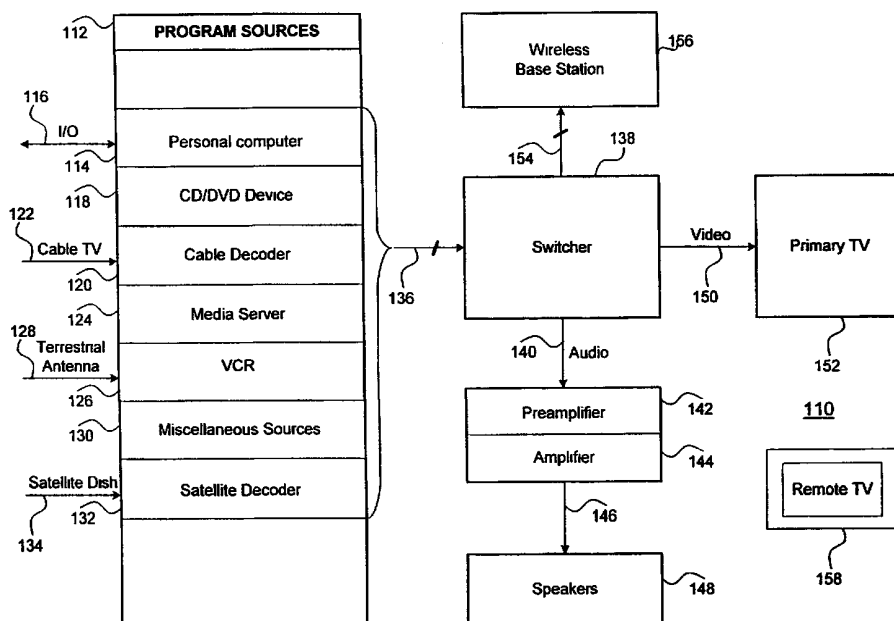 112
PROGRAM SOURCES
116
I/O
114
Personal computer
118
CD/DVD Device
122
Cable TV
120
Cable Decoder
124
Media Server
128
Terrestrial
Antenna
126
VCR
130
Miscellaneous Sources
Satellite Dish
134
132
Satellite Decoder
136
Wireless
Base Station
156
154
138
Switcher
Video
150
Primary TV
152
140
Audio
Preamplifier
142
Amplifier
144
146
Speakers
148
110
Remote TV
158